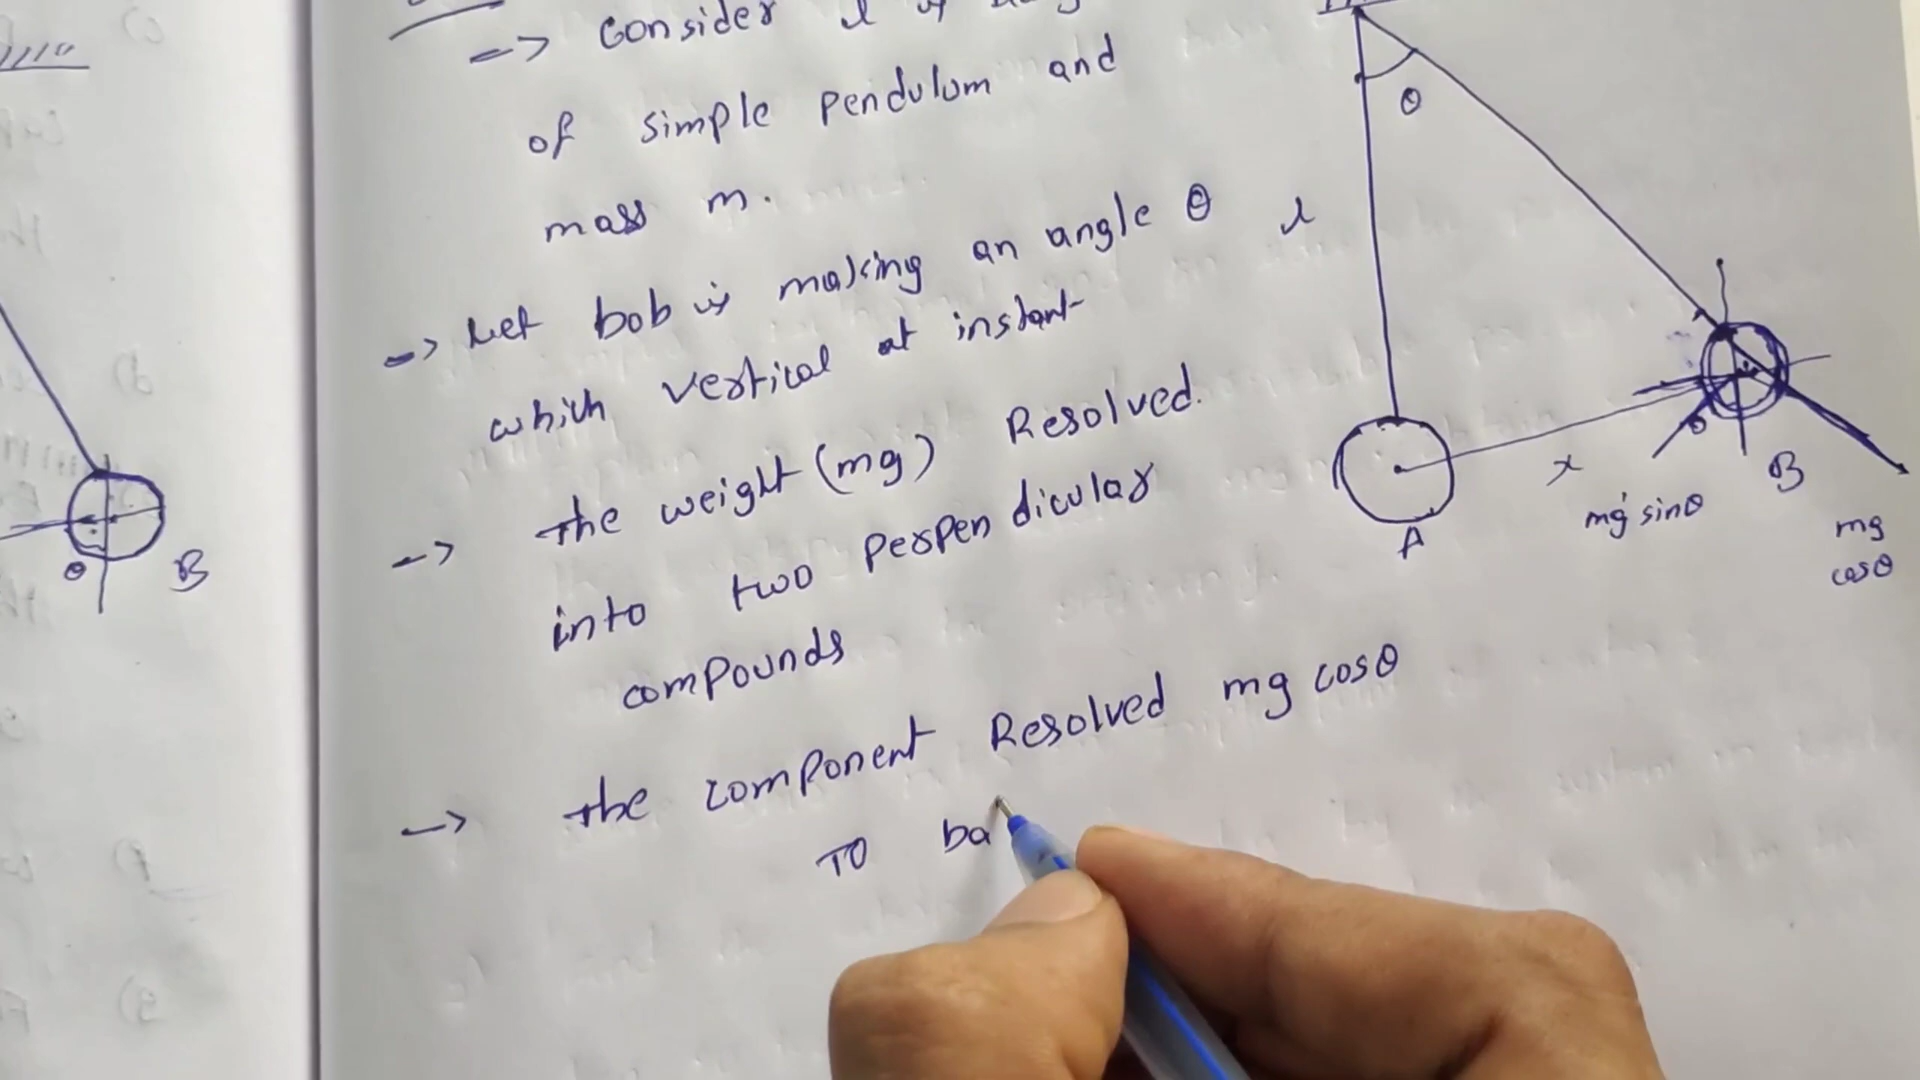 -> Consider l
of simple pendulum and
mass m.
-> Let bob is making an angle θ
which vertical at instant
-> the weight (mg) Resolved.
into two perpendicular
compounds
-> the component Resolved mg cosθ
To ba
θ
l
x
A
B
θ
mg sinθ
mg
cosθ
θ
B